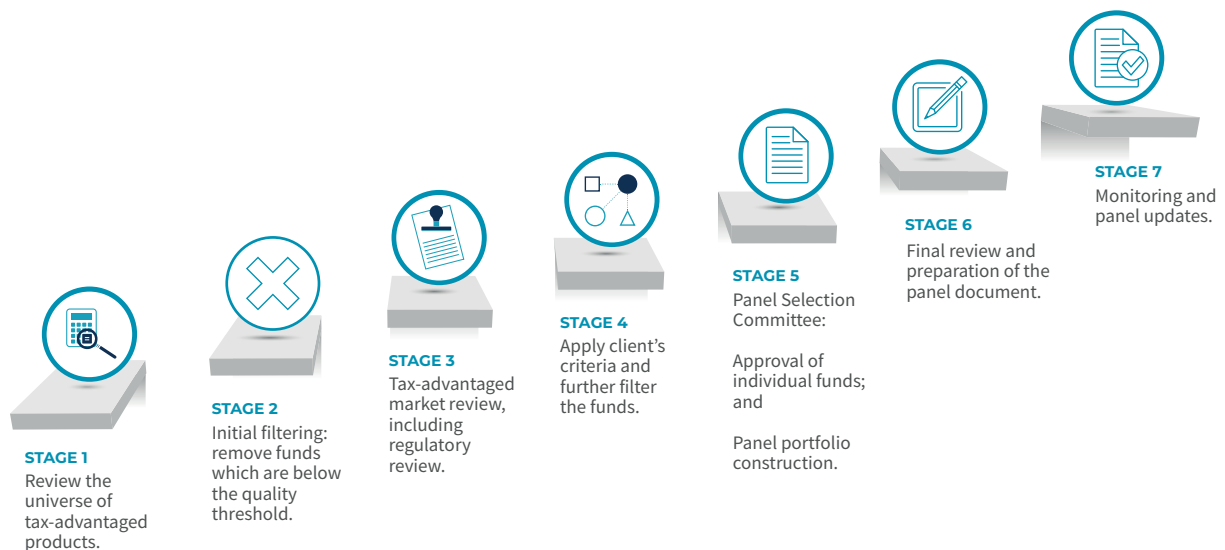 STAGE 1
Review the
universe of
tax-advantaged
products.
STAGE 2
Initial filtering:
remove funds
which are below
the quality
threshold.
STAGE 3
Tax-advantaged
market review,
including
regulatory
review.
STAGE 4
Apply client’s
criteria and
further filter
the funds.
STAGE 5
Panel Selection
Committee:
Approval of
individual funds;
and
Panel portfolio
construction.
STAGE 6
Final review and
preparation of the
panel document.
STAGE 7
Monitoring and
panel updates.